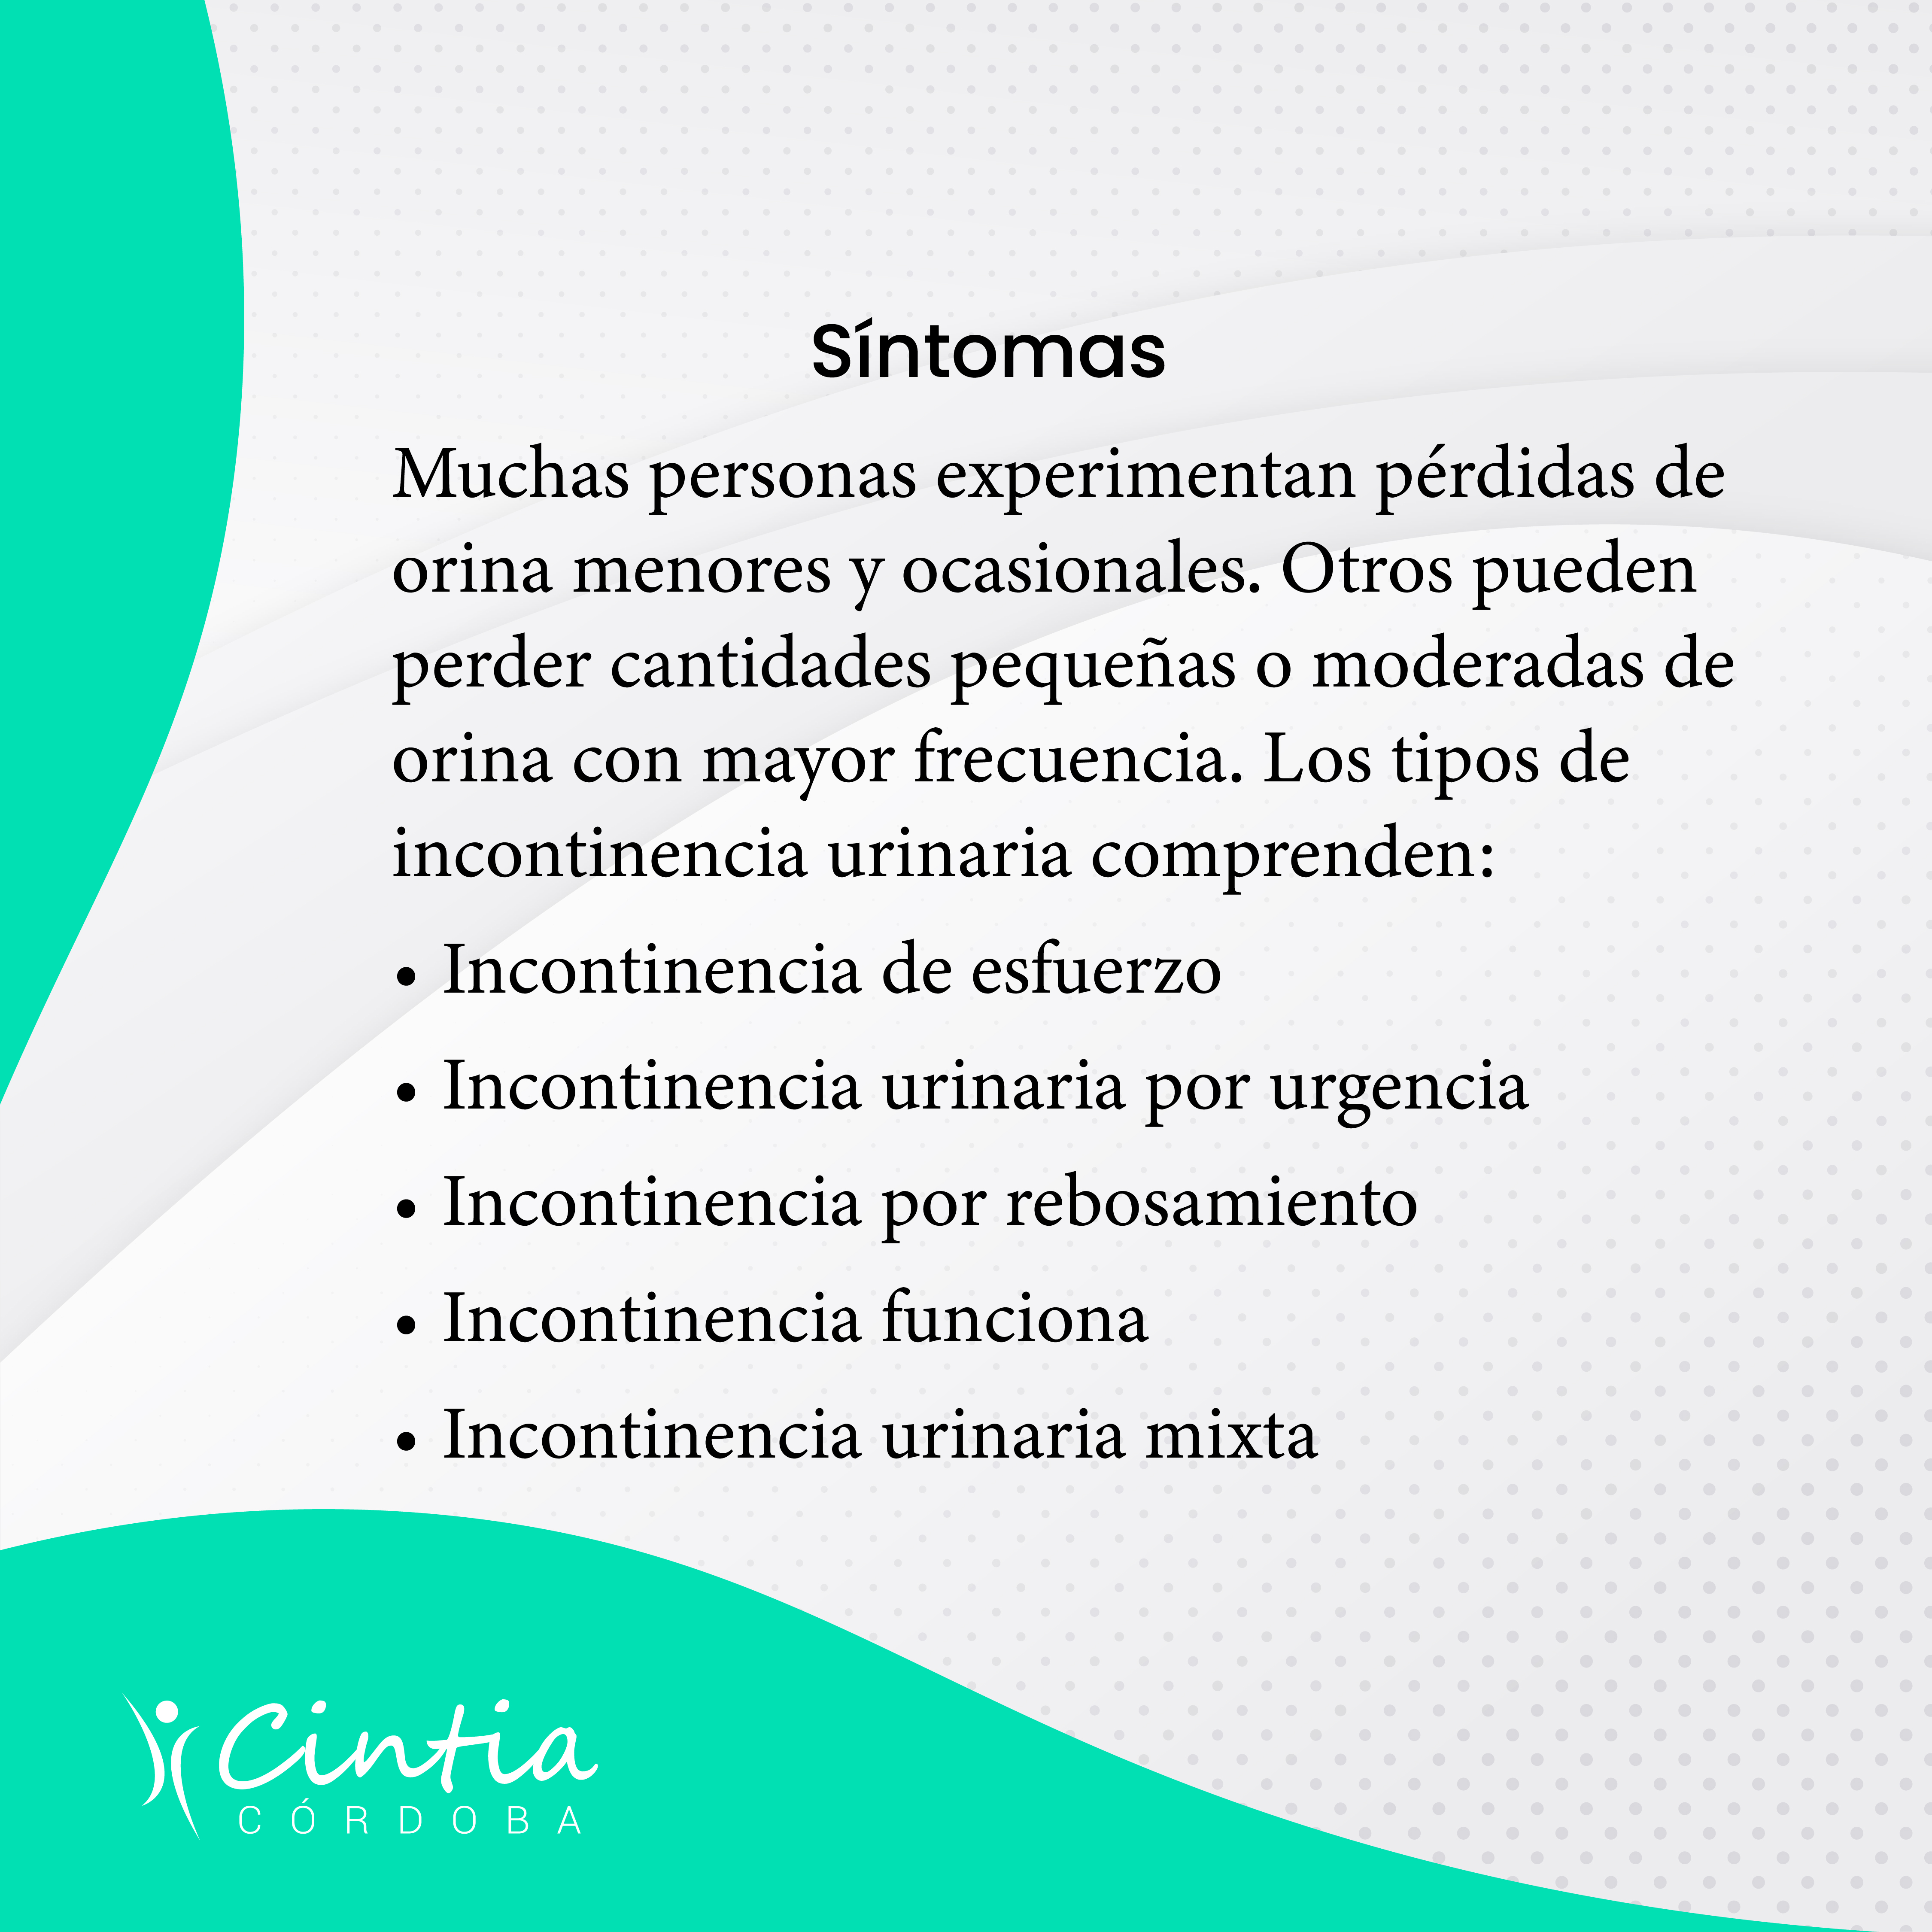 Síntomas
Muchas personas experimentan pérdidas de
orina menores y ocasionales. Otros pueden
perder cantidades pequeñas o moderadas de
orina con mayor frecuencia. Los tipos de
incontinencia urinaria comprenden:
• Incontinencia de esfuerzo
• Incontinencia urinaria por urgencia
• Incontinencia por rebosamiento
• Incontinencia funciona
• Incontinencia urinaria mixta
Cintia
CÓRDOBA